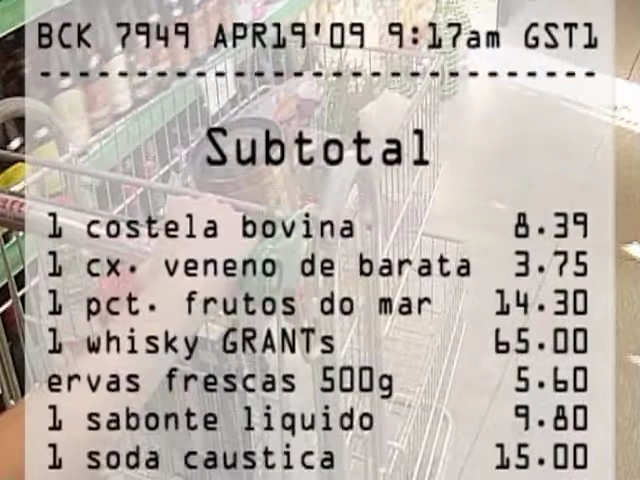 BCK 7949 APR19'09 9:17am GST1
--------------------------------
Subtotal
1 costela bovina 8.39
1 cx. veneno de barata 3.75
1 pct. frutos do mar 14.30
1 whisky GRANTs 65.00
ervas frescas 500g 5.60
1 sabonte liquido 9.80
1 soda caustica 15.00